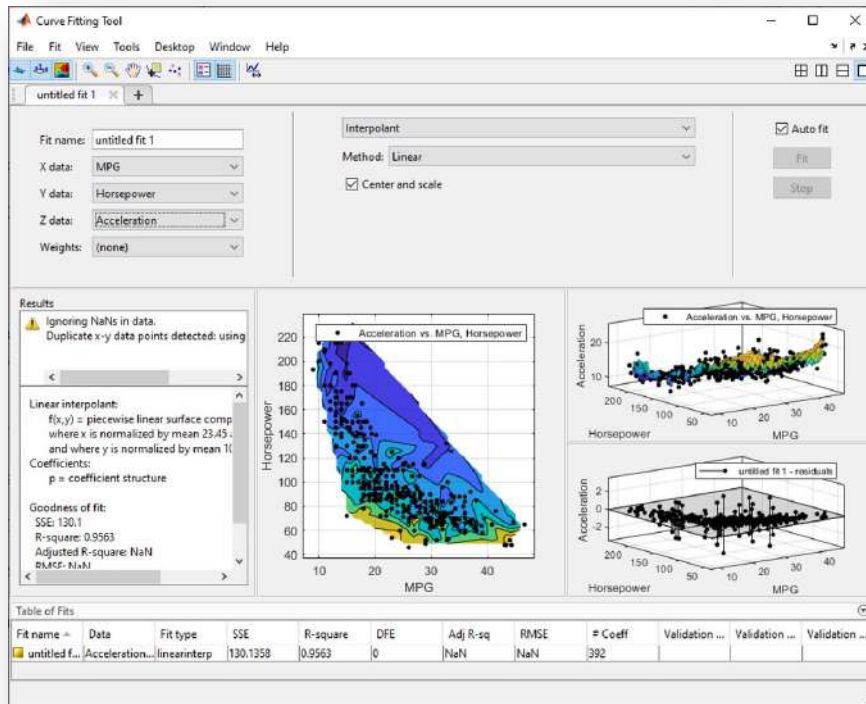 Curve Fitting Tool
File Fit View Tools Desktop Window Help
untitled fit 1
Fit name: untitled fit 1
X data: MPG
Y data: Horsepower
Z data: Acceleration
Weights: (none)
Interpolant
Method: Linear
Center and scale
Auto fit
Fit
Stop
Results
Ignoring NaNs in data.
Duplicate x-y data points detected: using
Linear interpolant:
f(x,y) = piecewise linear surface comp
where x is normalized by mean 23.45
and where y is normalized by mean 10
Coefficients:
p = coefficient structure
Goodness of fit:
SSE: 130.1
R-square: 0.9563
Adjusted R-square: NaN
RMSE: NaN
Acceleration vs. MPG, Horsepower
220
200
180
160
140
120
100
80
60
40
10 20 30 40
Horsepower
MPG
Acceleration vs. MPG, Horsepower
Acceleration
20
10
200 150 100 50
10 20 30 40
Horsepower
MPG
untitled fit 1 - residuals
Acceleration
2
0
-2
200 150 100 50
10 20 30 40
Horsepower
MPG
Table of Fits
Fit name Data Fit type SSE R-square DFE Adj R-sq RMSE # Coeff Validation ... Validation ... Validation ...
untitled f... Acceleration... linearinterp 130.1358 0.9563 0 NaN NaN 392